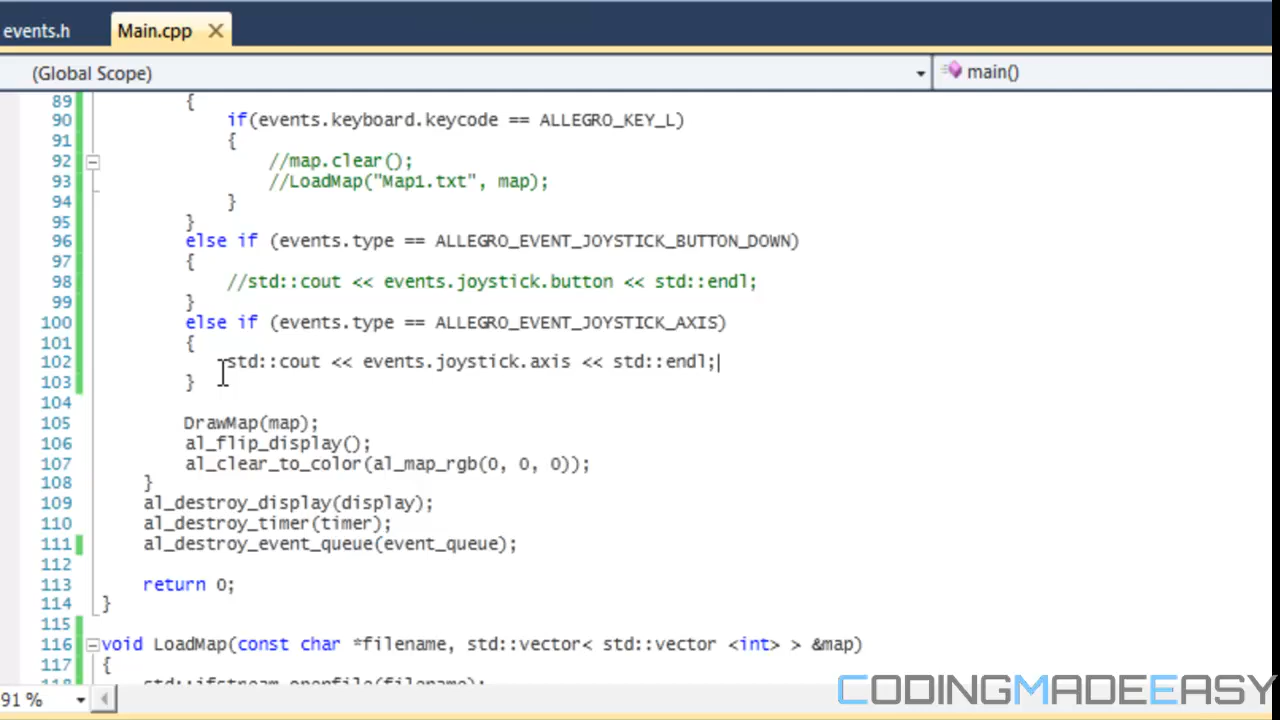 events.h Main.cpp
(Global Scope) main()
89 {
90 if(events.keyboard.keycode == ALLEGRO_KEY_L)
91 {
92 //map.clear();
93 //LoadMap("Map1.txt", map);
94 }
95 }
96 else if (events.type == ALLEGRO_EVENT_JOYSTICK_BUTTON_DOWN)
97 {
98 //std::cout << events.joystick.button << std::endl;
99 }
100 else if (events.type == ALLEGRO_EVENT_JOYSTICK_AXIS)
101 {
102 std::cout << events.joystick.axis << std::endl;
103 }
104
105 DrawMap(map);
106 al_flip_display();
107 al_clear_to_color(al_map_rgb(0, 0, 0));
108 }
109 al_destroy_display(display);
110 al_destroy_timer(timer);
111 al_destroy_event_queue(event_queue);
112
113 return 0;
114 }
115
116 void LoadMap(const char *filename, std::vector< std::vector <int> > &map)
117 {
118 std::ifstream openfile(filename);
91 %
CODINGMADEEASY